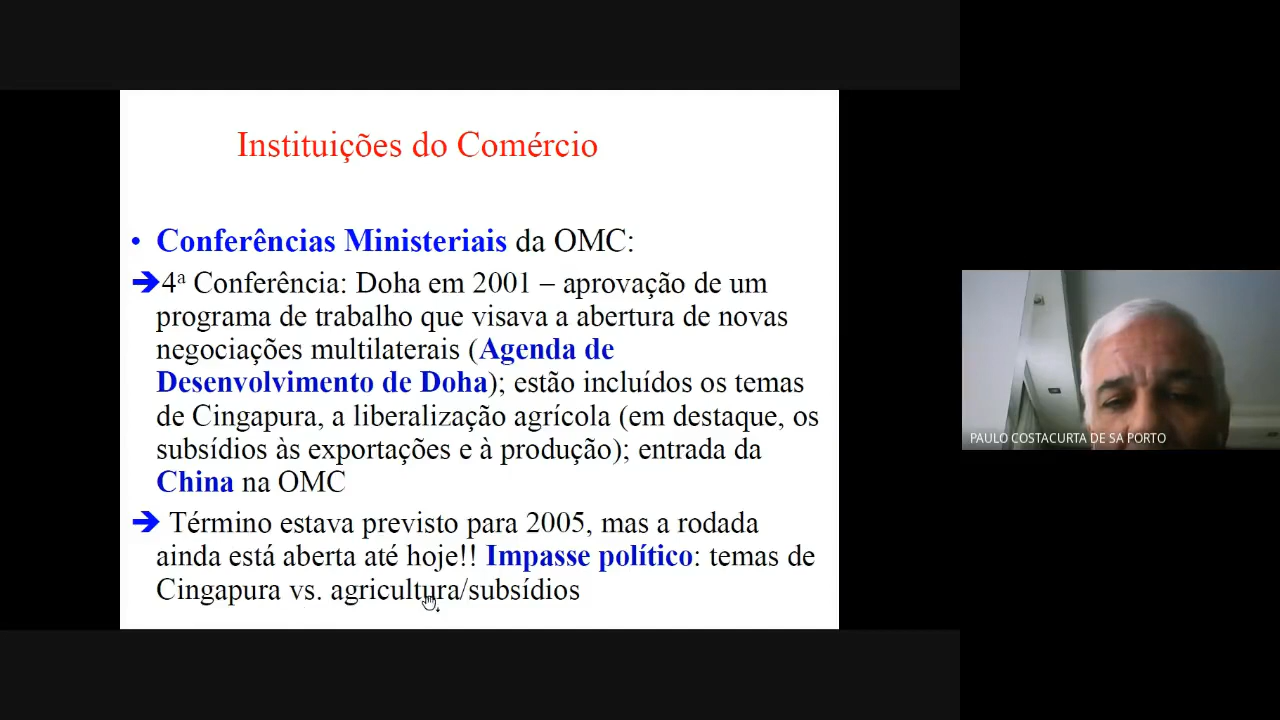 Instituições do Comércio
• Conferências Ministeriais da OMC:
➔4ª Conferência: Doha em 2001 – aprovação de um
programa de trabalho que visava a abertura de novas
negociações multilaterais (Agenda de
Desenvolvimento de Doha); estão incluídos os temas
de Cingapura, a liberalização agrícola (em destaque, os
subsídios às exportações e à produção); entrada da
China na OMC
➔ Término estava previsto para 2005, mas a rodada
ainda está aberta até hoje!! Impasse político: temas de
Cingapura vs. agricultura/subsídios
PAULO COSTACURTA DE SA PORTO